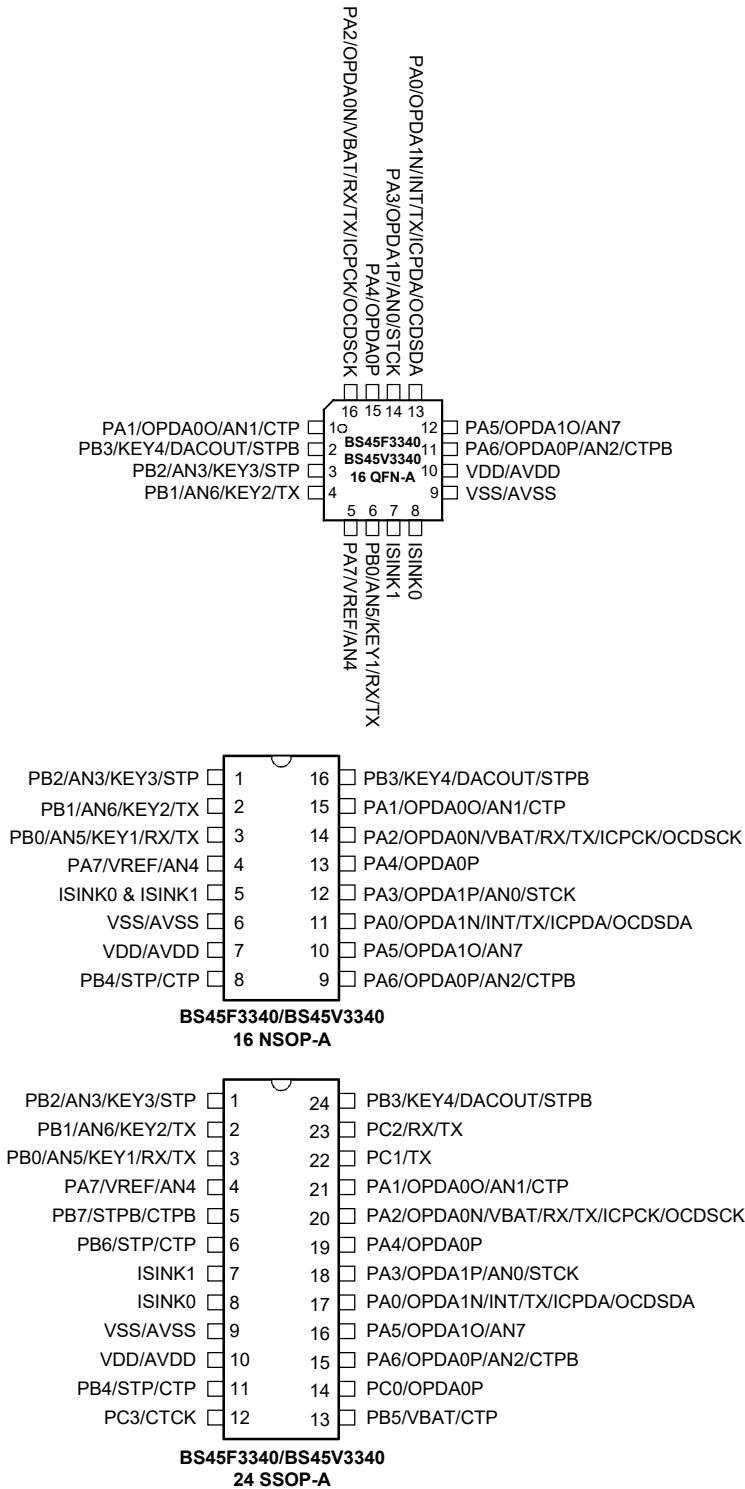 PA2/OPDA0N/VBAT/RX/TX/ICPCK/OCDSCK
PA4/OPDA0P
PA3/OPDA1P/AN0/STCK
PA0/OPDA1N/INT/TX/ICPDA/OCDSDA
16 15 14 13
PA1/OPDA0O/AN1/CTP 1 12 PA5/OPDA1O/AN7
PB3/KEY4/DACOUT/STPB 2 BS45F3340 11 PA6/OPDA0P/AN2/CTPB
BS45V3340
PB2/AN3/KEY3/STP 3 16 QFN-A 10 VDD/AVDD
PB1/AN6/KEY2/TX 4 9 VSS/AVSS
5 6 7 8
PA7/VREF/AN4
PB0/AN5/KEY1/RX/TX
ISINK1
ISINK0
PB2/AN3/KEY3/STP 1 16 PB3/KEY4/DACOUT/STPB
PB1/AN6/KEY2/TX 2 15 PA1/OPDA0O/AN1/CTP
PB0/AN5/KEY1/RX/TX 3 14 PA2/OPDA0N/VBAT/RX/TX/ICPCK/OCDSCK
PA7/VREF/AN4 4 13 PA4/OPDA0P
ISINK0 & ISINK1 5 12 PA3/OPDA1P/AN0/STCK
VSS/AVSS 6 11 PA0/OPDA1N/INT/TX/ICPDA/OCDSDA
VDD/AVDD 7 10 PA5/OPDA1O/AN7
PB4/STP/CTP 8 9 PA6/OPDA0P/AN2/CTPB
BS45F3340/BS45V3340
16 NSOP-A
PB2/AN3/KEY3/STP 1 24 PB3/KEY4/DACOUT/STPB
PB1/AN6/KEY2/TX 2 23 PC2/RX/TX
PB0/AN5/KEY1/RX/TX 3 22 PC1/TX
PA7/VREF/AN4 4 21 PA1/OPDA0O/AN1/CTP
PB7/STPB/CTPB 5 20 PA2/OPDA0N/VBAT/RX/TX/ICPCK/OCDSCK
PB6/STP/CTP 6 19 PA4/OPDA0P
ISINK1 7 18 PA3/OPDA1P/AN0/STCK
ISINK0 8 17 PA0/OPDA1N/INT/TX/ICPDA/OCDSDA
VSS/AVSS 9 16 PA5/OPDA1O/AN7
VDD/AVDD 10 15 PA6/OPDA0P/AN2/CTPB
PB4/STP/CTP 11 14 PC0/OPDA0P
PC3/CTCK 12 13 PB5/VBAT/CTP
BS45F3340/BS45V3340
24 SSOP-A